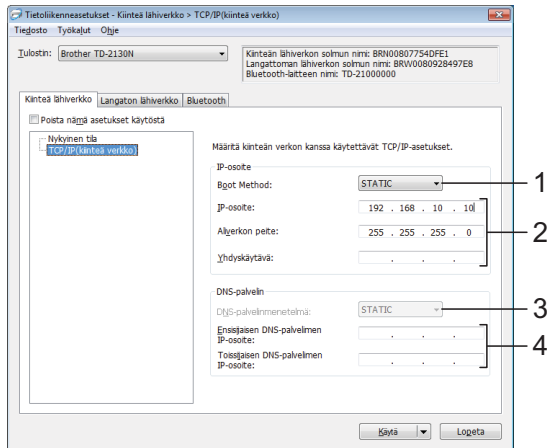 Tietoliikenneasetukset - Kiinteä lähiverkko > TCP/IP(kiinteä verkko)
Tiedosto Työkalut Ohje
Tulostin: Brother TD-2130N
Kiinteän lähiverkon solmun nimi: BRN00807754DFE1
Langattoman lähiverkon solmun nimi: BRW0080928497E8
Bluetooth-laitteen nimi: TD-21000000
Kiinteä lähiverkko Langaton lähiverkko Bluetooth
Poista nämä asetukset käytöstä
Nykyinen tila
TCP/IP(kiinteä verkko)
Määritä kiinteän verkon kanssa käytettävät TCP/IP-asetukset.
IP-osoite
Boot Method: STATIC 1
IP-osoite: 192 . 168 . 10 . 10
Aliverkon peite: 255 . 255 . 255 . 0 2
Yhdyskäytävä: . . .
DNS-palvelin
DNS-palvelinmenetelmä: STATIC 3
Ensisijaisen DNS-palvelimen
IP-osoite: . . .
4
Toissijaisen DNS-palvelimen
IP-osoite: . . .
Käytä Lopeta